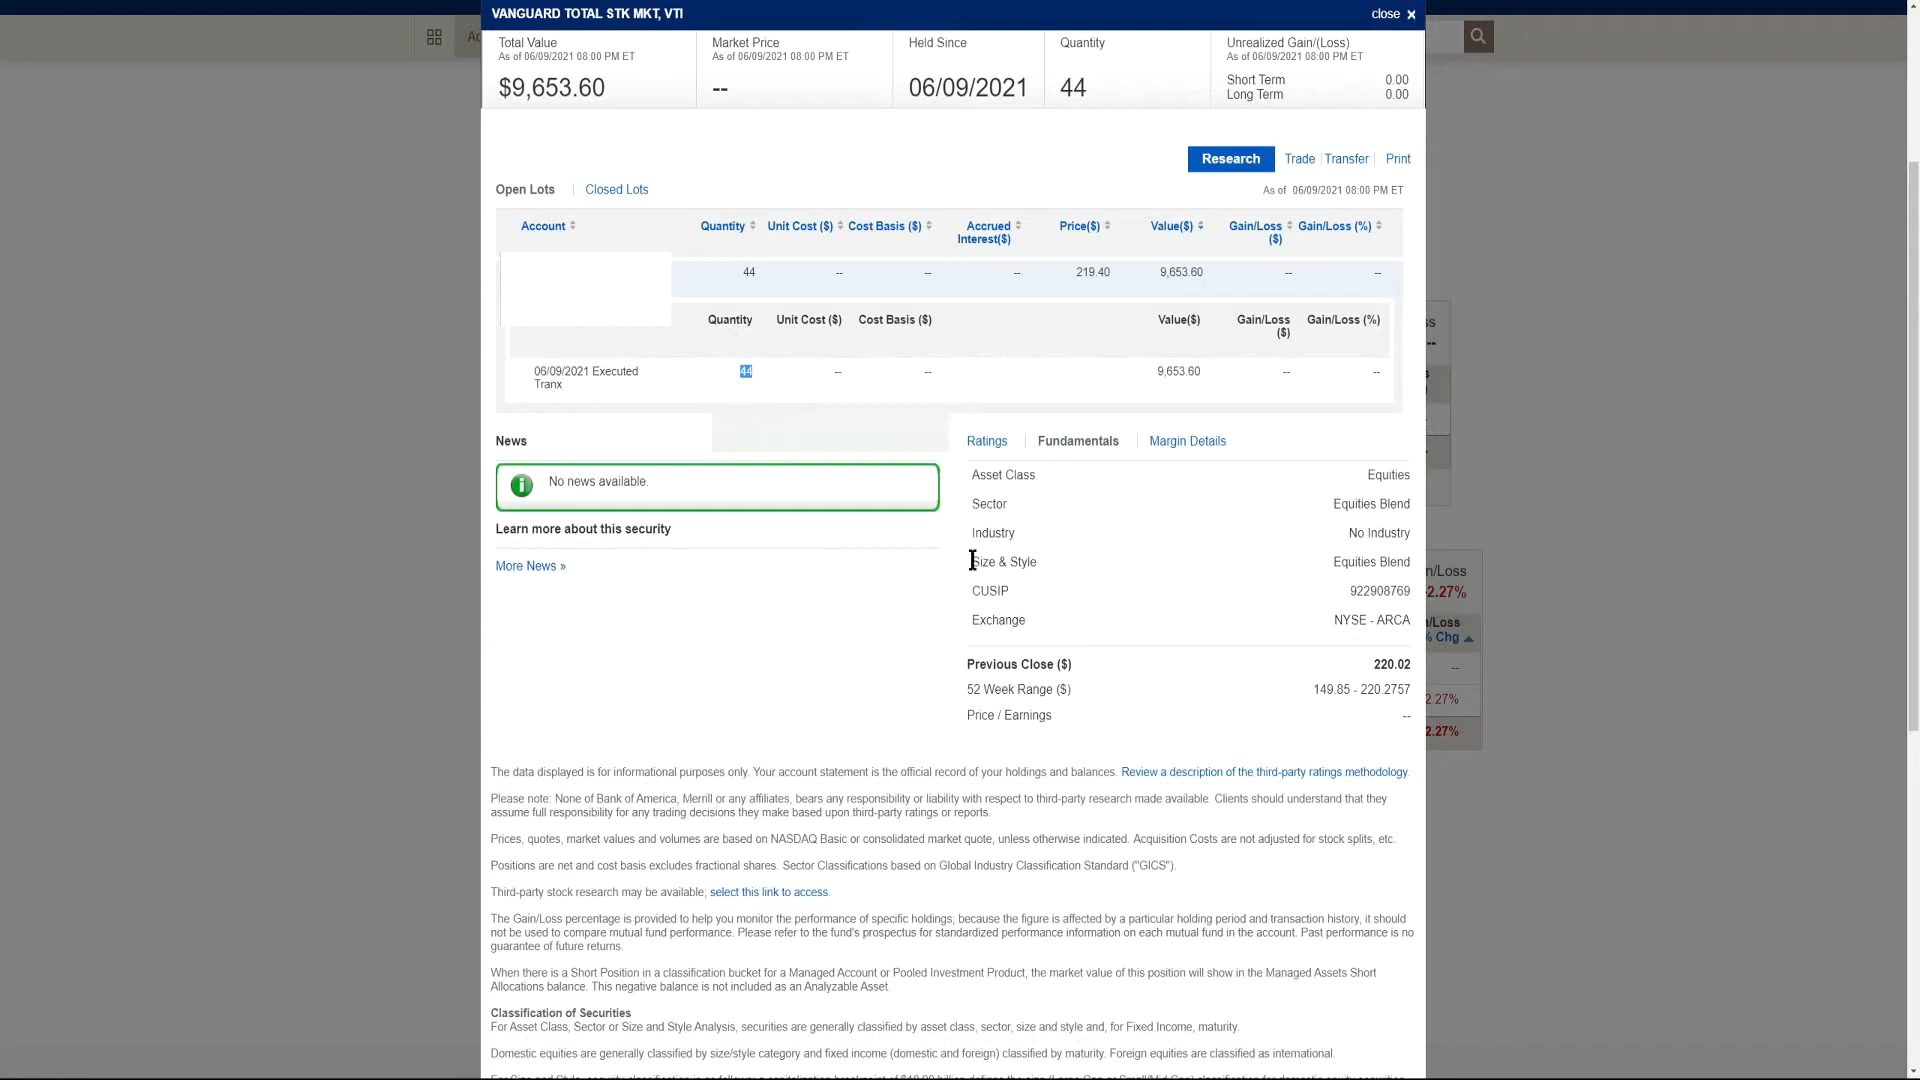 VANGUARD TOTAL STK MKT, VTI
close ×
Total Value
As of 06/09/2021 08:00 PM ET
$9,653.60
Market Price
As of 06/09/2021 08:00 PM ET
--
Held Since
06/09/2021
Quantity
44
Unrealized Gain/(Loss)
As of 06/09/2021 08:00 PM ET
Short Term 0.00
Long Term 0.00
Research Trade Transfer Print
Open Lots Closed Lots
As of 06/09/2021 08:00 PM ET
Account Quantity Unit Cost ($) Cost Basis ($) Accrued Interest($) Price($) Value($) Gain/Loss ($) Gain/Loss (%)
44 -- -- -- 219.40 9,653.60 -- --
Quantity Unit Cost ($) Cost Basis ($) Value($) Gain/Loss ($) Gain/Loss (%)
06/09/2021 Executed 44 -- -- 9,653.60 -- --
Tranx
News
No news available.
Learn more about this security
More News »
Ratings Fundamentals Margin Details
Asset Class Equities
Sector Equities Blend
Industry No Industry
Size & Style Equities Blend
CUSIP 922908769
Exchange NYSE - ARCA
Previous Close ($) 220.02
52 Week Range ($) 149.85 - 220.2757
Price / Earnings --
n/Loss
2.27%
/Loss
% Chg
--
2.27%
2.27%
The data displayed is for informational purposes only. Your account statement is the official record of your holdings and balances. Review a description of the third-party ratings methodology.
Please note: None of Bank of America, Merrill or any affiliates, bears any responsibility or liability with respect to third-party research made available. Clients should understand that they
assume full responsibility for any trading decisions they make based upon third-party ratings or reports.
Prices, quotes, market values and volumes are based on NASDAQ Basic or consolidated market quote, unless otherwise indicated. Acquisition Costs are not adjusted for stock splits, etc.
Positions are net and cost basis excludes fractional shares. Sector Classifications based on Global Industry Classification Standard ("GICS").
Third-party stock research may be available; select this link to access.
The Gain/Loss percentage is provided to help you monitor the performance of specific holdings; because the figure is affected by a particular holding period and transaction history, it should
not be used to compare mutual fund performance. Please refer to the fund's prospectus for standardized performance information on each mutual fund in the account. Past performance is no
guarantee of future returns.
When there is a Short Position in a classification bucket for a Managed Account or Pooled Investment Product, the market value of this position will show in the Managed Assets Short
Allocations balance. This negative balance is not included as an Analyzable Asset.
Classification of Securities
For Asset Class, Sector or Size and Style Analysis, securities are generally classified by asset class, sector, size and style and, for Fixed Income, maturity.
Domestic equities are generally classified by size/style category and fixed income (domestic and foreign) classified by maturity. Foreign equities are classified as international.